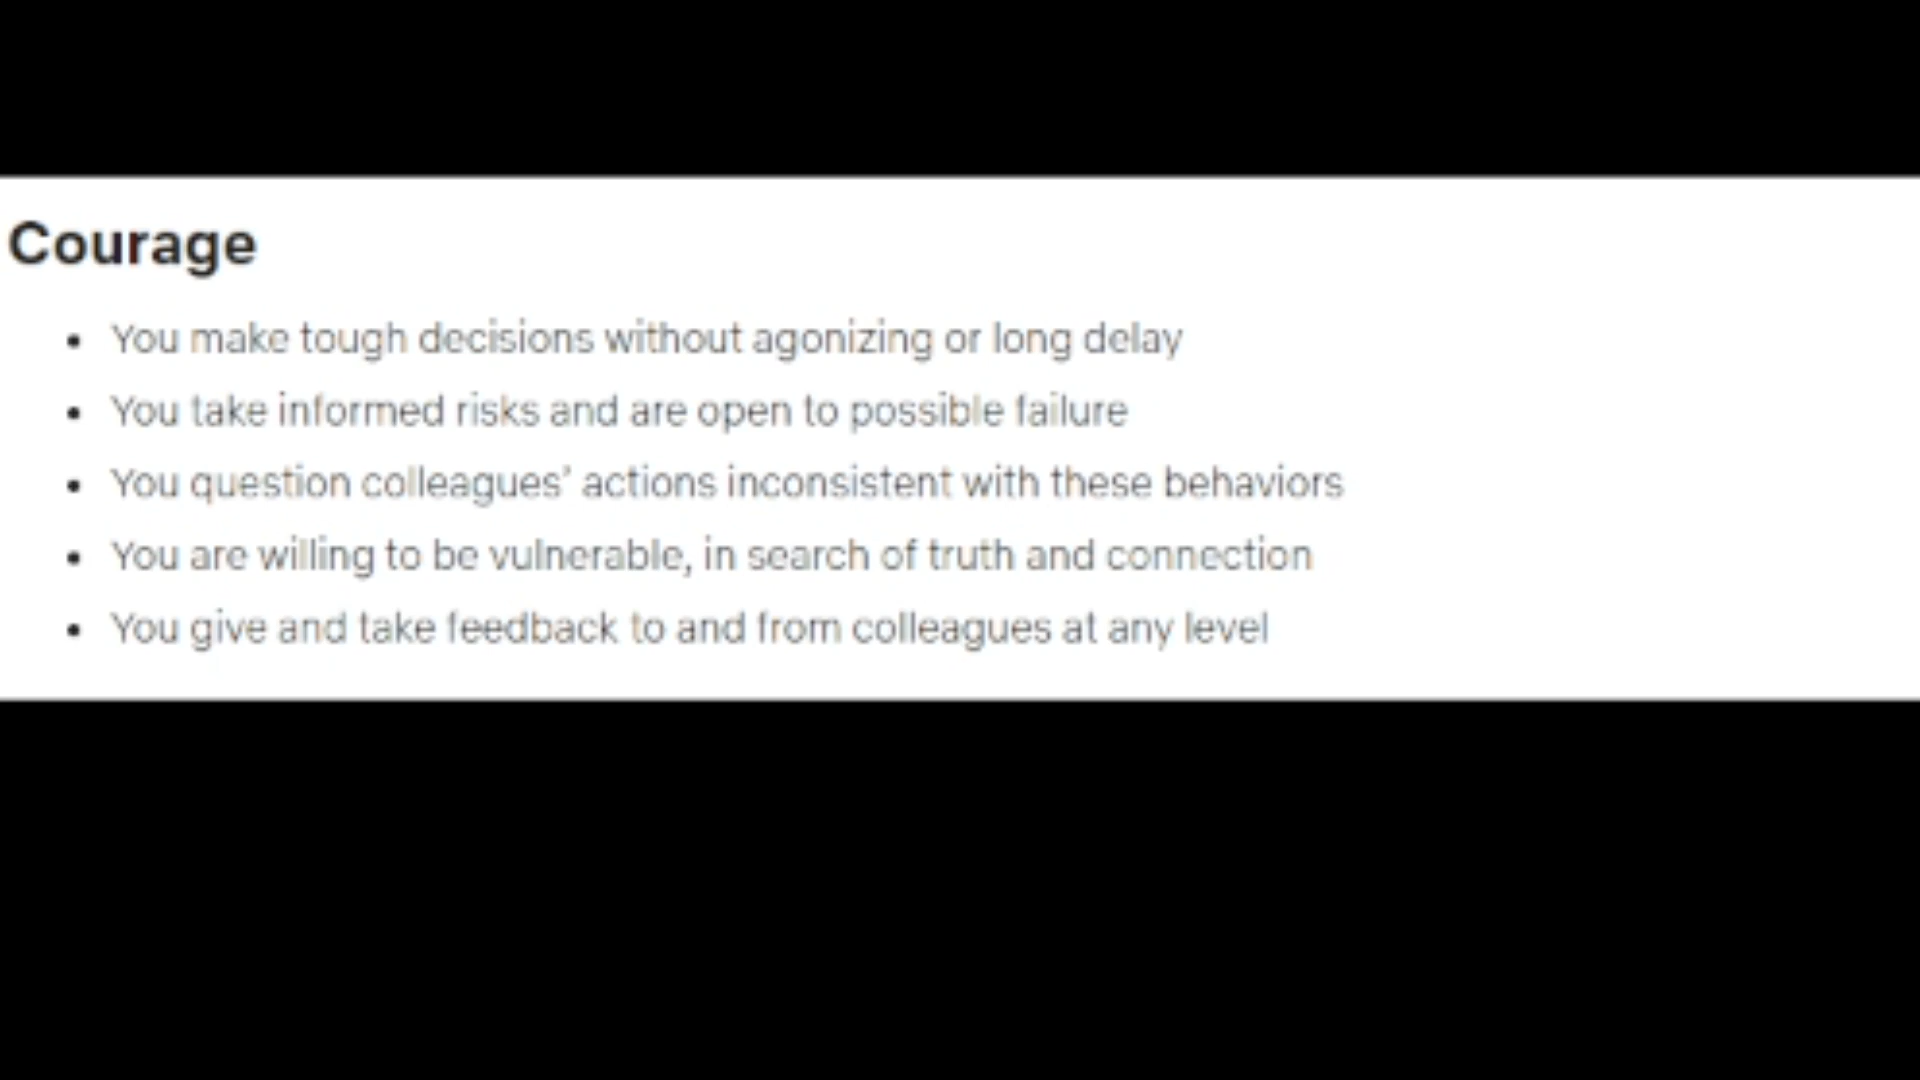 Courage
• You make tough decisions without agonizing or long delay
• You take informed risks and are open to possible failure
• You question colleagues’ actions inconsistent with these behaviors
• You are willing to be vulnerable, in search of truth and connection
• You give and take feedback to and from colleagues at any level